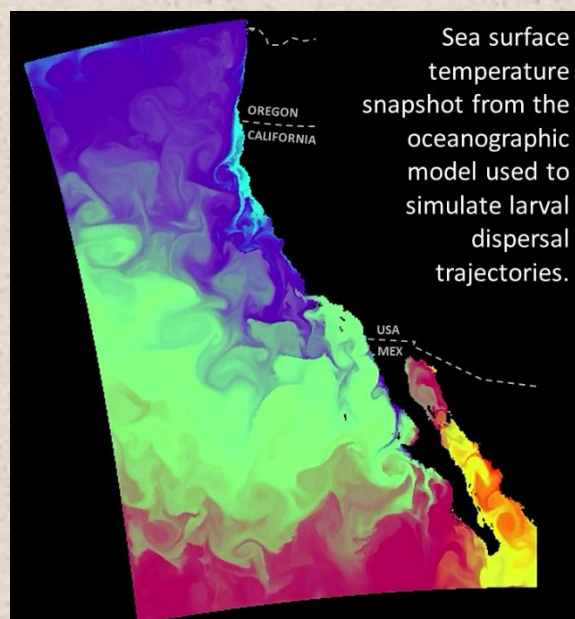 Sea surface
temperature
snapshot from the
oceanographic
model used to
simulate larval
dispersal
trajectories.
OREGON
CALIFORNIA
USA
MEX